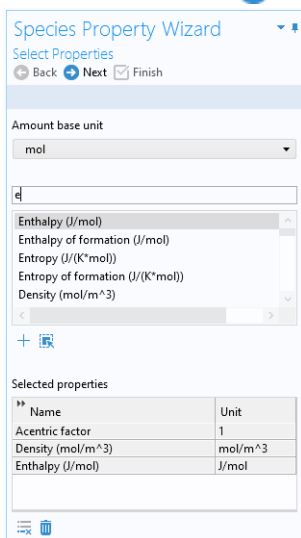 Species Property Wizard
Select Properties
Back Next Finish
Amount base unit
mol
e
Enthalpy (J/mol)
Enthalpy of formation (J/mol)
Entropy (J/(K*mol))
Entropy of formation (J/(K*mol))
Density (mol/m^3)
Selected properties
Name Unit
Acentric factor 1
Density (mol/m^3) mol/m^3
Enthalpy (J/mol) J/mol